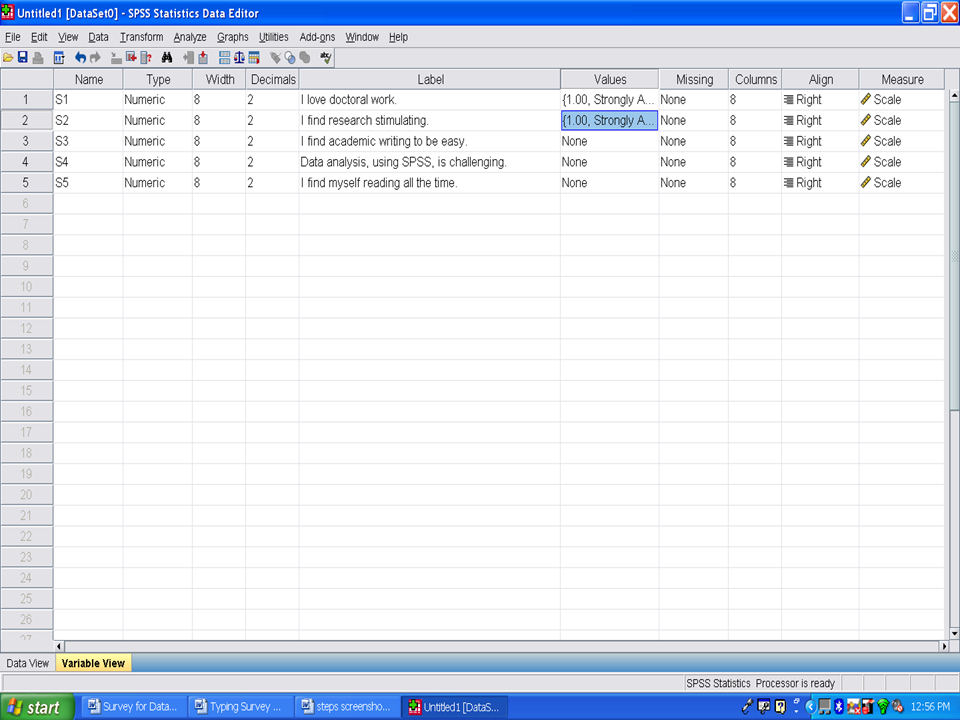 Untitled1 [DataSet0] - SPSS Statistics Data Editor
File Edit View Data Transform Analyze Graphs Utilities Add-ons Window Help
Name Type Width Decimals Label Values Missing Columns Align Measure
1 S1 Numeric 8 2 I love doctoral work. {1.00, Strongly A... None 8 Right Scale
2 S2 Numeric 8 2 I find research stimulating. {1.00, Strongly A... None 8 Right Scale
3 S3 Numeric 8 2 I find academic writing to be easy. None None 8 Right Scale
4 S4 Numeric 8 2 Data analysis, using SPSS, is challenging. None None 8 Right Scale
5 S5 Numeric 8 2 I find myself reading all the time. None None 8 Right Scale
6
7
8
9
10
11
12
13
14
15
16
17
18
19
20
21
22
23
24
25
26
27
Data View Variable View
SPSS Statistics Processor is ready
start Survey for Data... Typing Survey ... steps screensho... Untitled1 [DataS... 12:56 PM